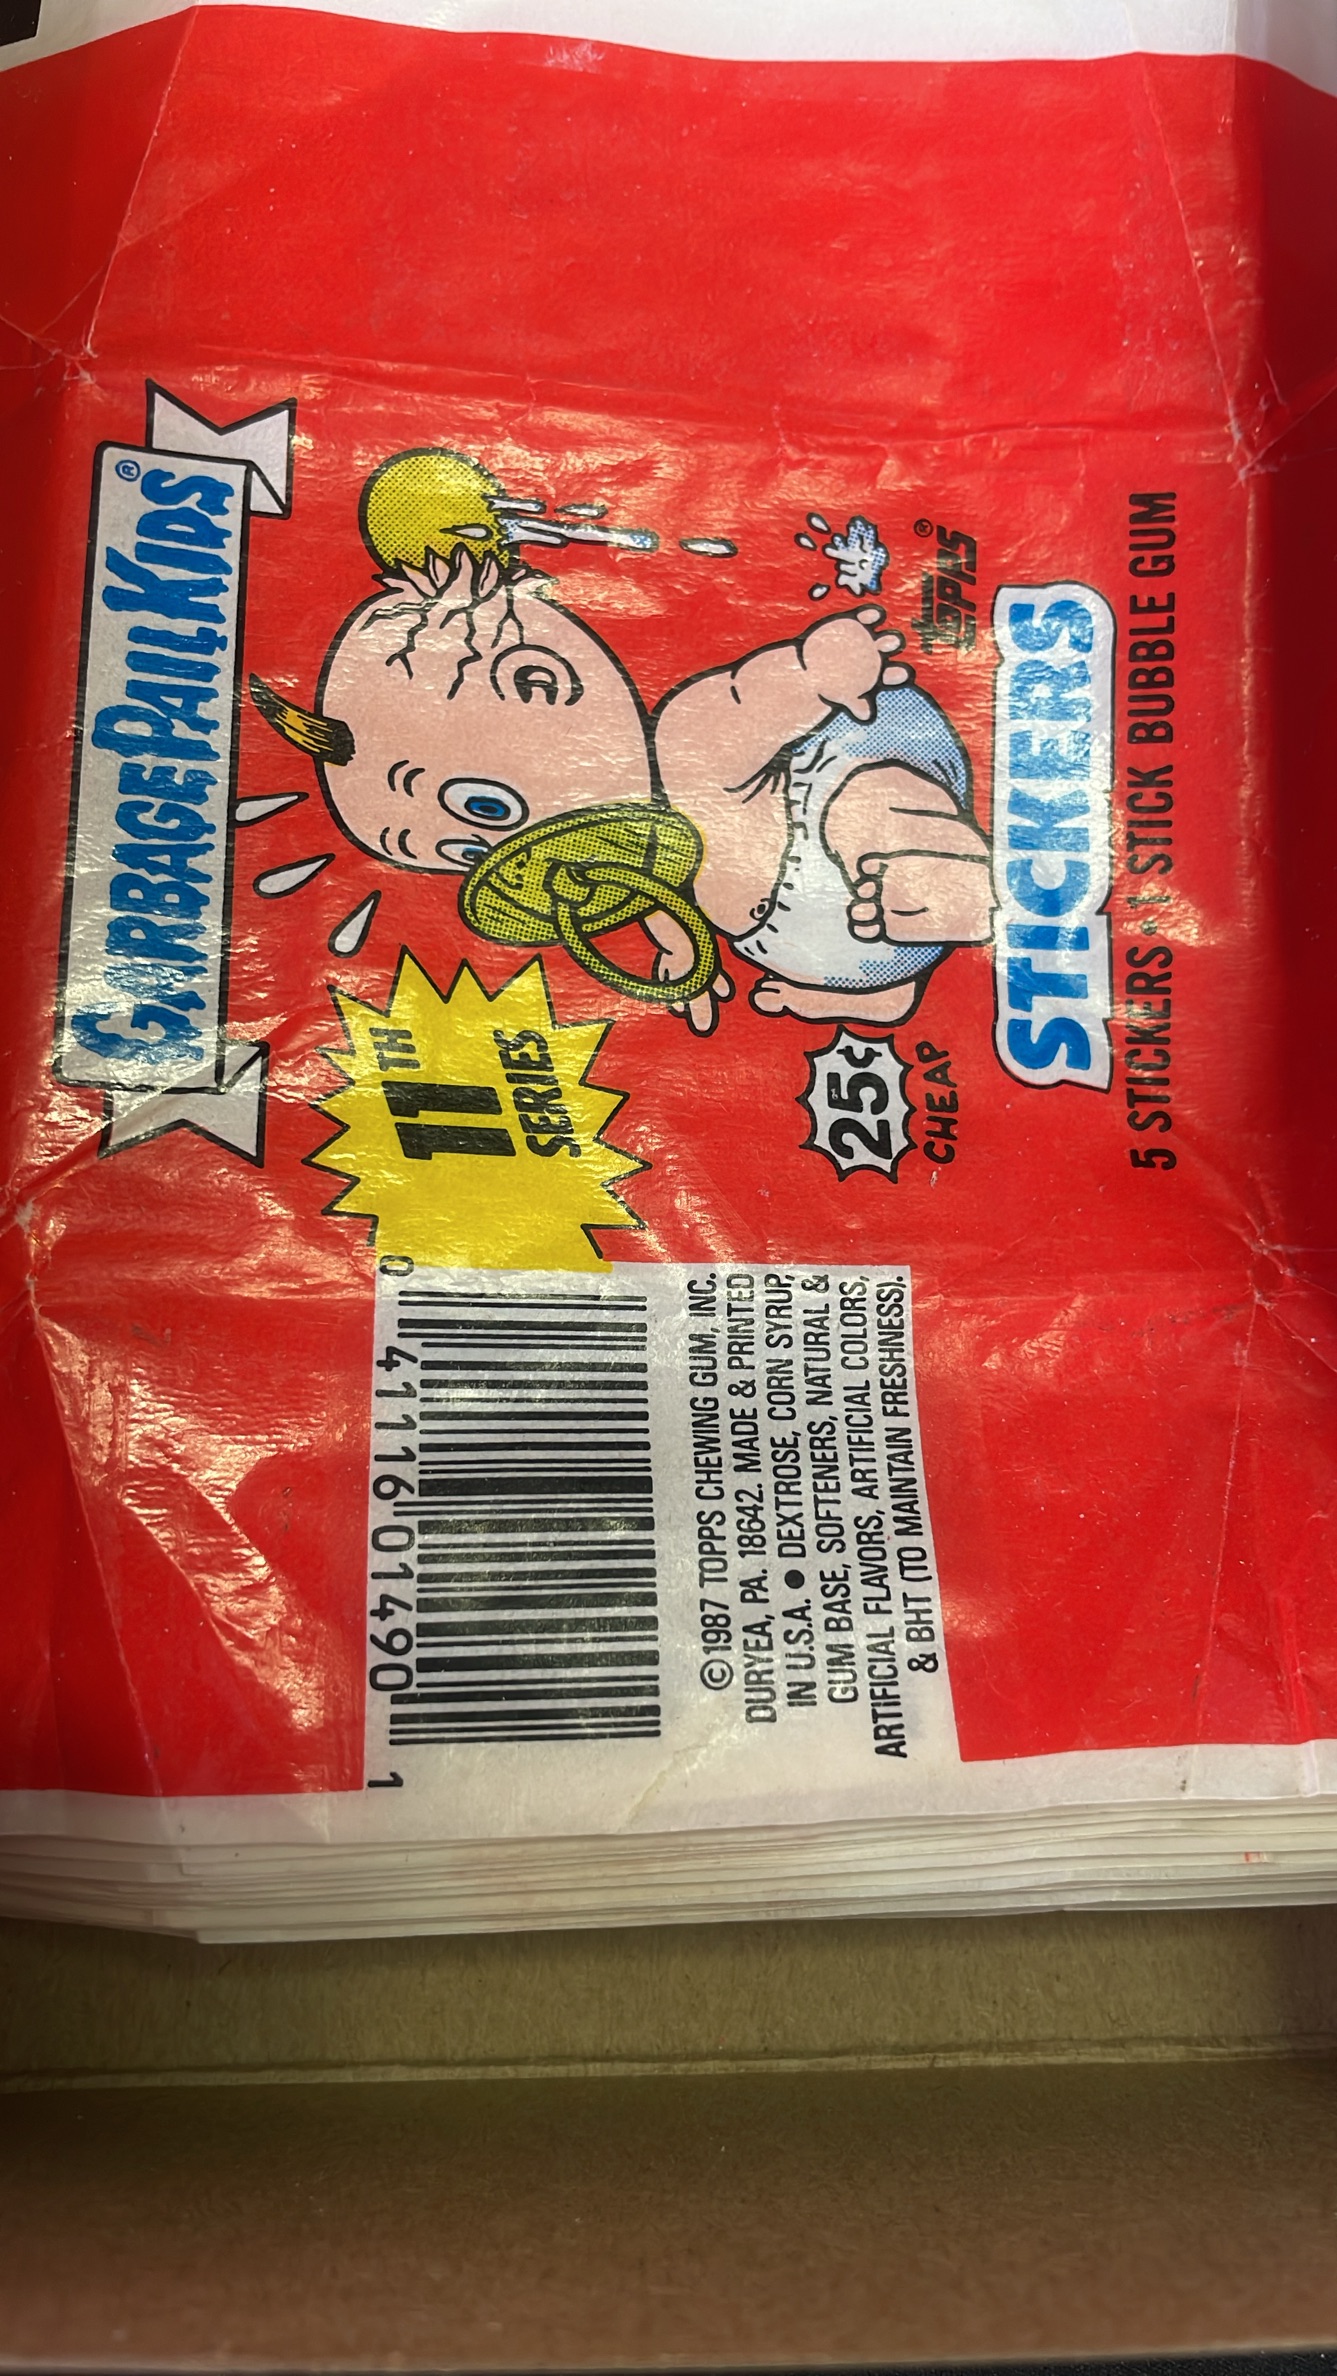 GARBAGE PAIL KIDS®
11TH
SERIES
25¢
CHEAP
TOPPS®
STICKERS
5 STICKERS • 1 STICK BUBBLE GUM
0 41116 01490 1
©1987 TOPPS CHEWING GUM, INC.
DURYEA, PA. 18642. MADE & PRINTED
IN U.S.A. ● DEXTROSE, CORN SYRUP,
GUM BASE, SOFTENERS, NATURAL &
ARTIFICIAL FLAVORS, ARTIFICIAL COLORS,
& BHT (TO MAINTAIN FRESHNESS).